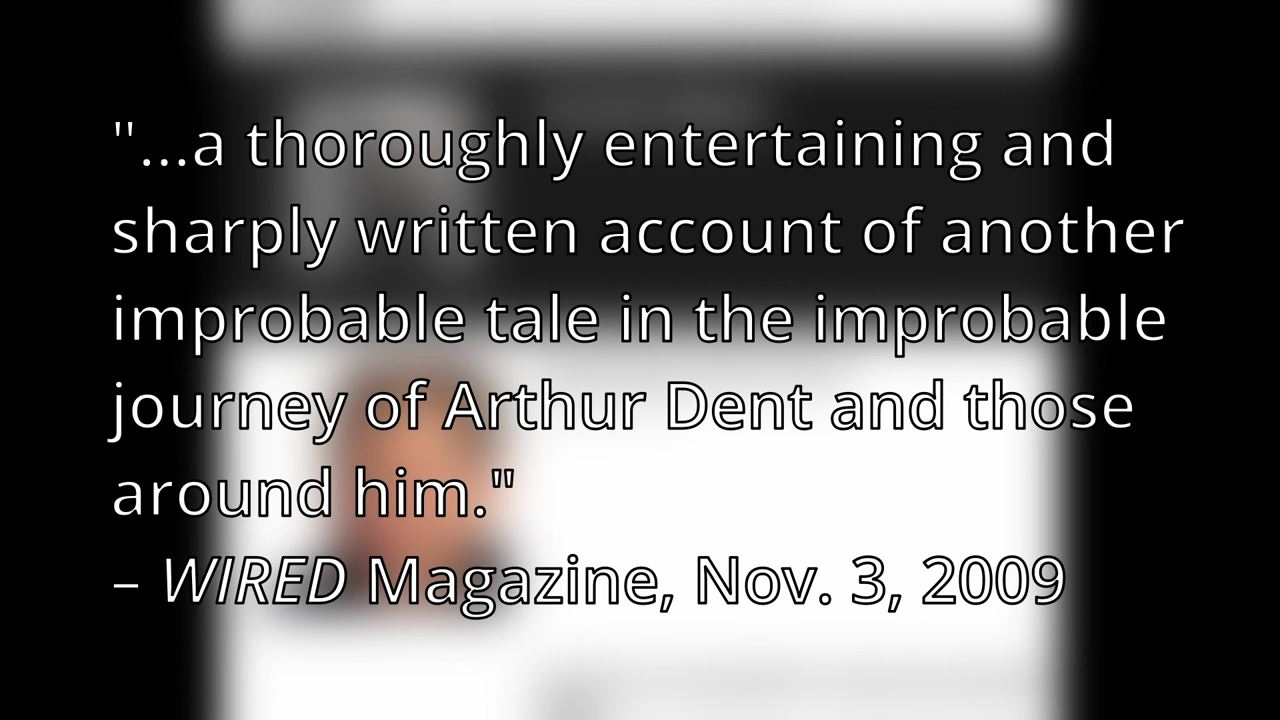 "...a thoroughly entertaining and
sharply written account of another
improbable tale in the improbable
journey of Arthur Dent and those
around him."
– WIRED Magazine, Nov. 3, 2009